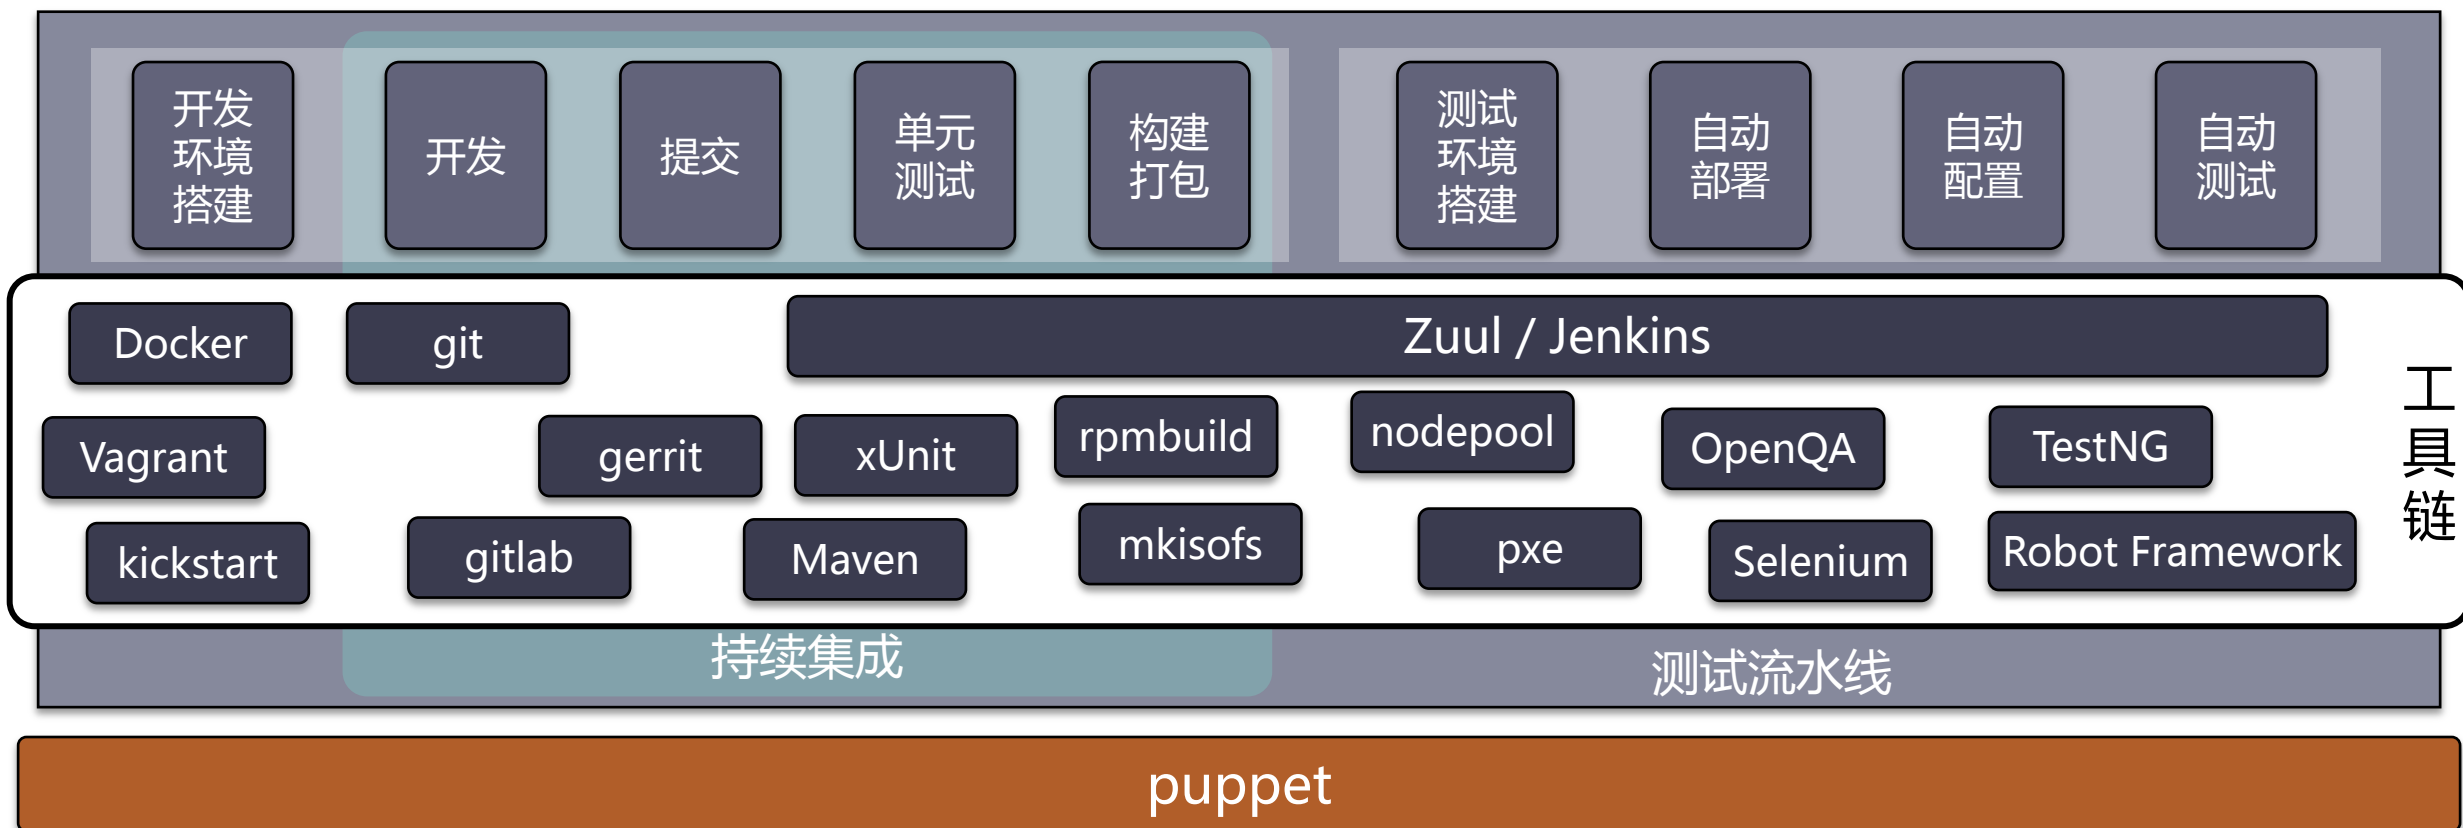 开发
环境
搭建
开发
提交
单元
测试
构建
打包
测试
环境
搭建
自动
部署
自动
配置
自动
测试
Docker
git
Zuul / Jenkins
Vagrant
gerrit
xUnit
rpmbuild
nodepool
OpenQA
TestNG
kickstart
gitlab
Maven
mkisofs
pxe
Selenium
Robot Framework
工
具
链
持续集成
测试流水线
puppet